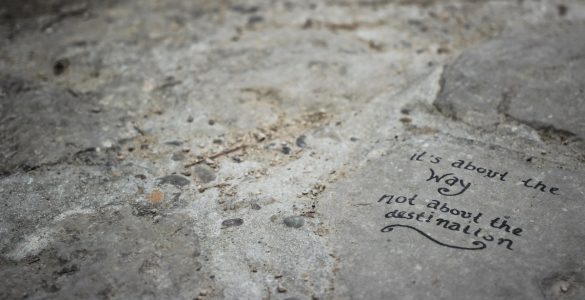 it's about the
way
not about the
destination